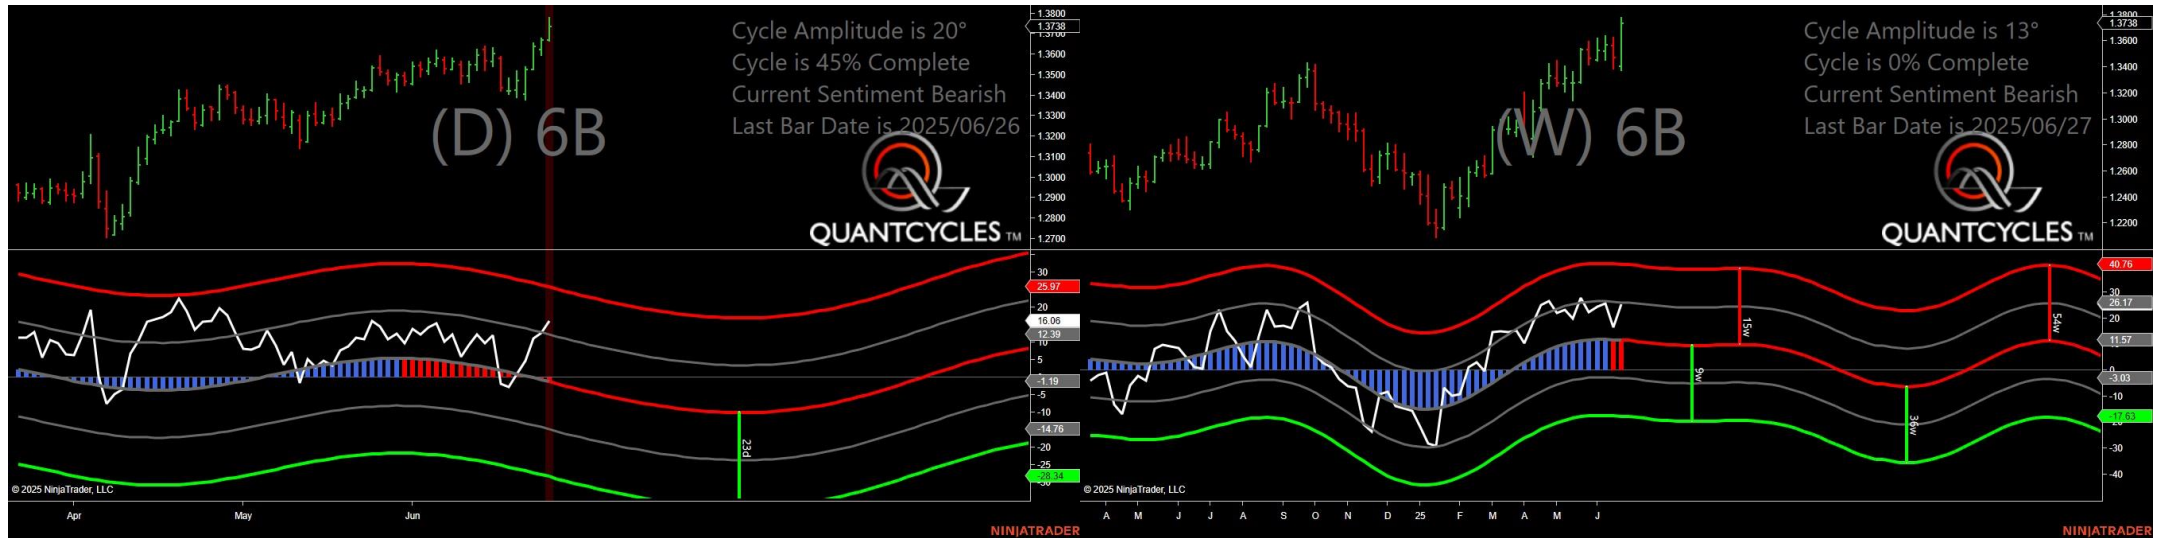 Cycle Amplitude is 20°
Cycle is 45% Complete
Current Sentiment Bearish
Last Bar Date is 2025/06/26
(D) 6B
QUANTCYCLES TM
1.3800
1.3738
1.3700
1.3600
1.3500
1.3400
1.3300
1.3200
1.3100
1.3000
1.2900
1.2800
1.2700
30
25.97
20
16.06
12.39
5
-1.19
-5
-10
-14.76
-20
-25
-28.34
23d
© 2025 NinjaTrader, LLC
Apr May Jun
NINJATRADER
Cycle Amplitude is 13°
Cycle is 0% Complete
Current Sentiment Bearish
Last Bar Date is 2025/06/27
(W) 6B
QUANTCYCLES TM
1.3800
1.3738
1.3600
1.3400
1.3200
1.3000
1.2800
1.2600
1.2400
1.2200
40.76
30
26.17
20
11.57
0
-3.03
-10
-17.63
-30
-40
9w
15w
36w
54w
© 2025 NinjaTrader, LLC
A M J J A S O N D 25 F M A M J
NINJATRADER